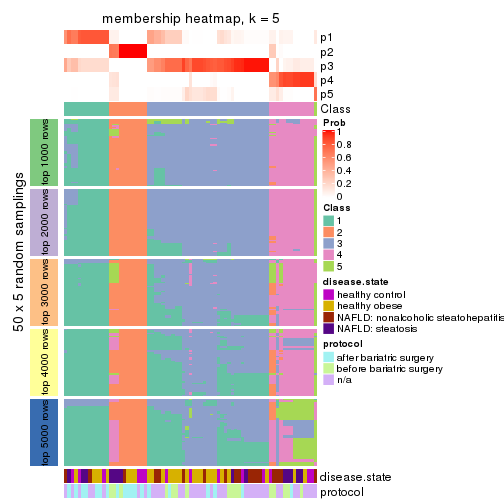 membership heatmap, k = 5
p1
p2
p3
p4
p5
Class
50 x 5 random samplings
top 1000 rows
top 2000 rows
top 3000 rows
top 4000 rows
top 5000 rows
disease.state
protocol
Prob
1
0.8
0.6
0.4
0.2
0
Class
1
2
3
4
5
disease.state
healthy control
healthy obese
NAFLD: nonalcoholic steatohepatitis
NAFLD: steatosis
protocol
after bariatric surgery
before bariatric surgery
n/a